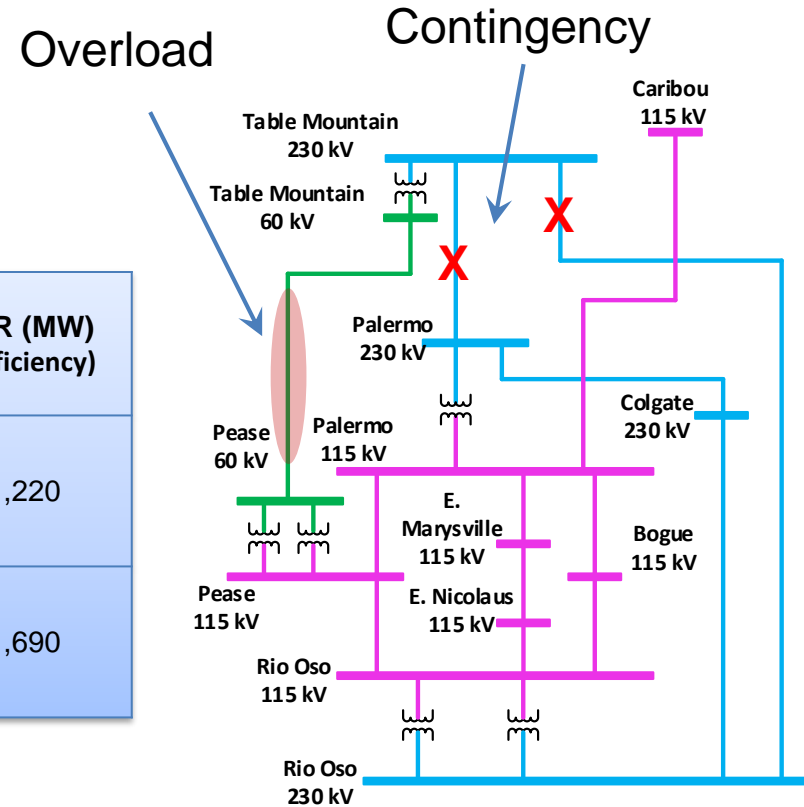 Overload
Contingency
Caribou
115 kV
Table Mountain
230 kV
Table Mountain
60 kV
X
X
R (MW)
ficiency)
,220
,690
Palermo
230 kV
Colgate
230 kV
Pease
60 kV
Palermo
115 kV
E.
Marysville
115 kV
Bogue
115 kV
E. Nicolaus
115 kV
Pease
115 kV
Rio Oso
115 kV
Rio Oso
230 kV